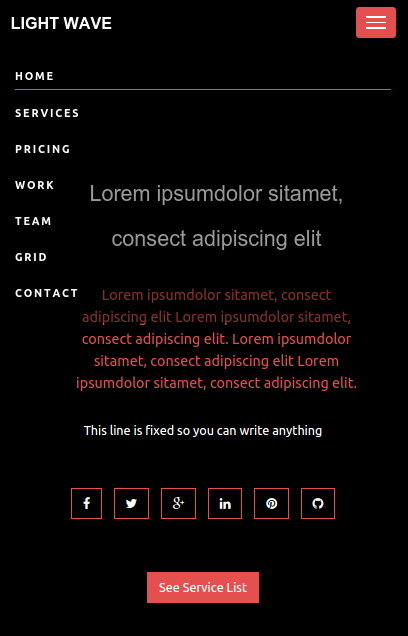 LIGHT WAVE
HOME
SERVICES
PRICING
WORK
Lorem ipsumdolor sitamet,
TEAM
consect adipiscing elit
GRID
CONTACT
Lorem ipsumdolor sitamet, consect
adipiscing elit Lorem ipsumdolor sitamet,
consect adipiscing elit. Lorem ipsumdolor
sitamet, consect adipiscing elit Lorem
ipsumdolor sitamet, consect adipiscing elit.
This line is fixed so you can write anything
See Service List